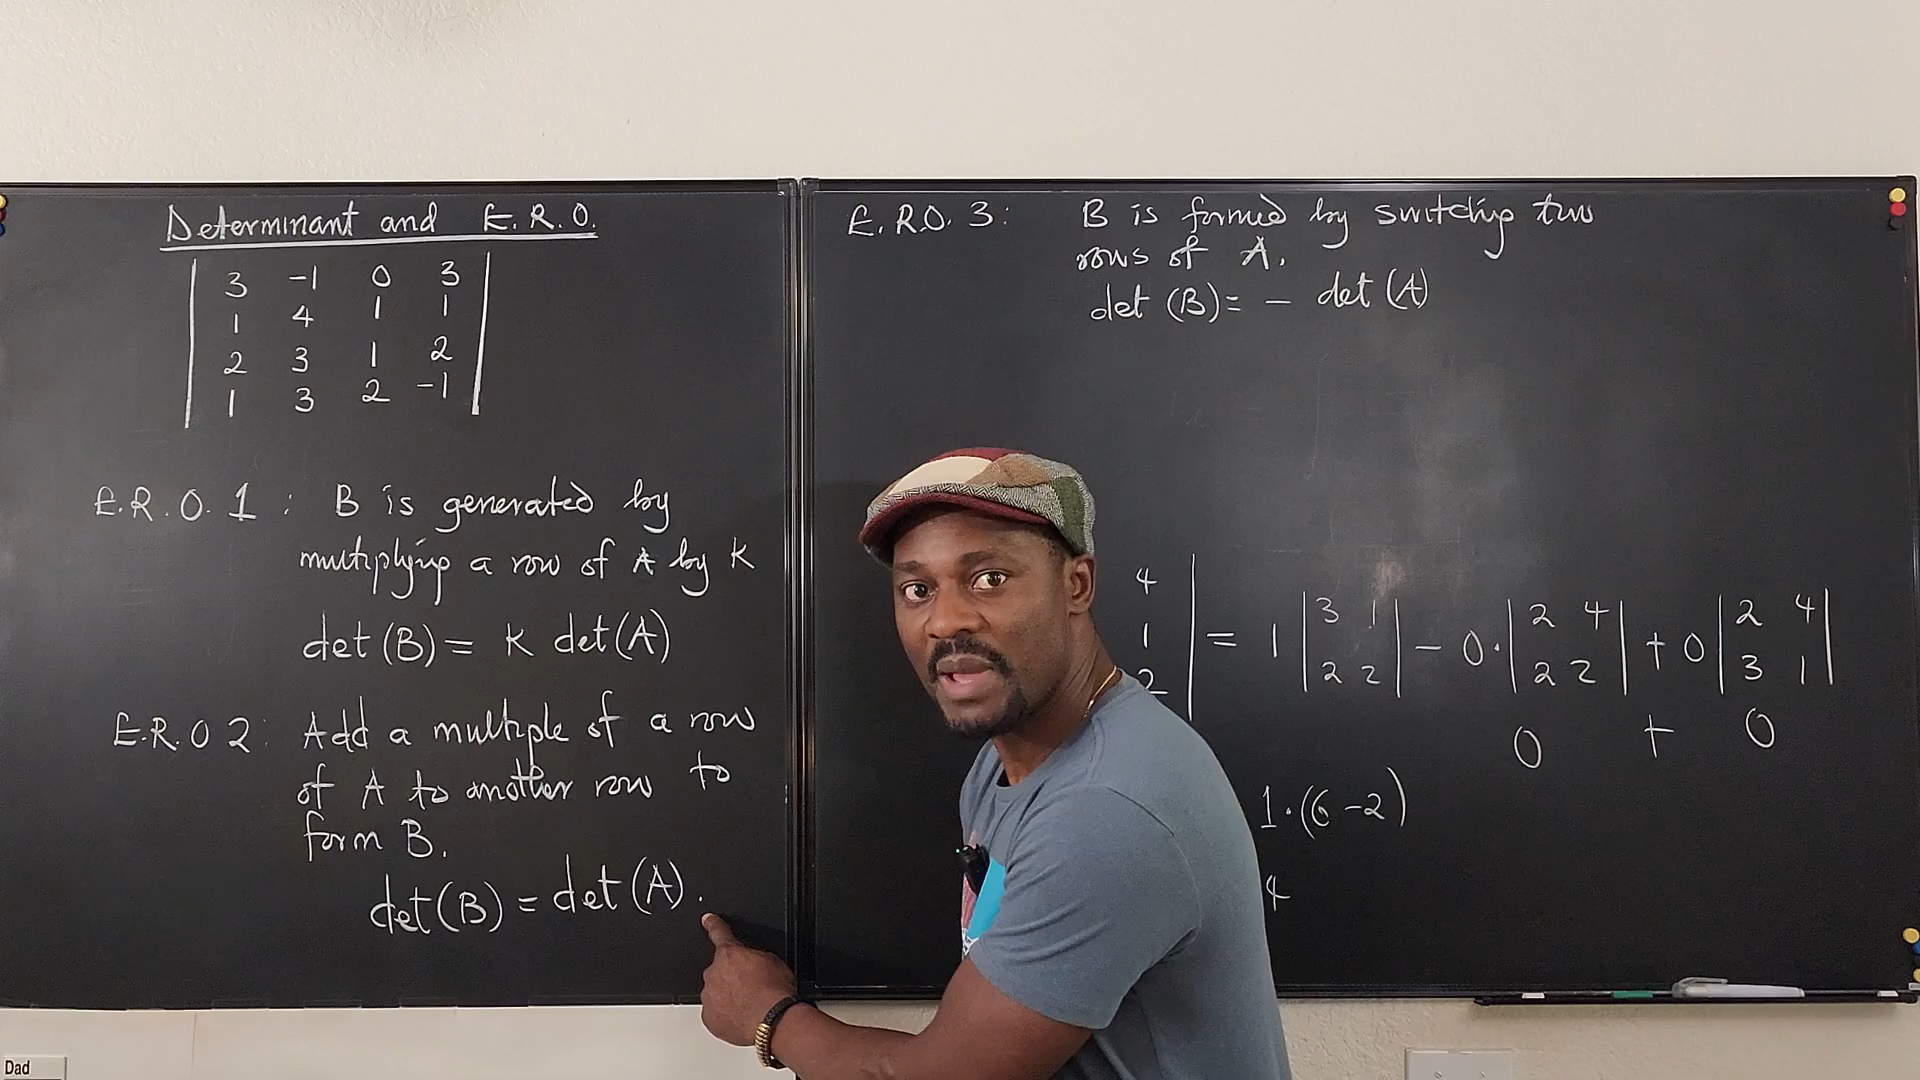 Determinant and E.R.O.
3 -1 0 3
1 4 1 1
2 3 1 2
1 3 2 -1
E.R.O. 1 : B is generated by
multiplying a row of A by K
det (B) = K det(A)
E.R.O 2: Add a multiple of a row
of A to another row to
form B.
det(B) = det(A).
E.R.O. 3: B is formed by switching two
rows of A.
det (B) = - det (A)
4
1
2
= 1 |3 1| - 0. |2 4| + 0 |2 4|
|2 2| |2 2| |3 1|
0 + 0
1·(6-2)
4
Dad